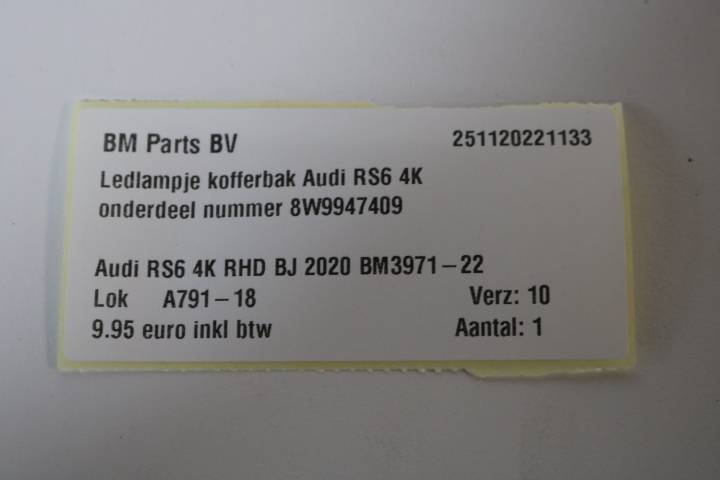 BM Parts BV 251120221133
Ledlampje kofferbak Audi RS6 4K
onderdeel nummer 8W9947409
Audi RS6 4K RHD BJ 2020 BM3971-22
Lok A791-18 Verz: 10
9.95 euro inkl btw Aantal: 1